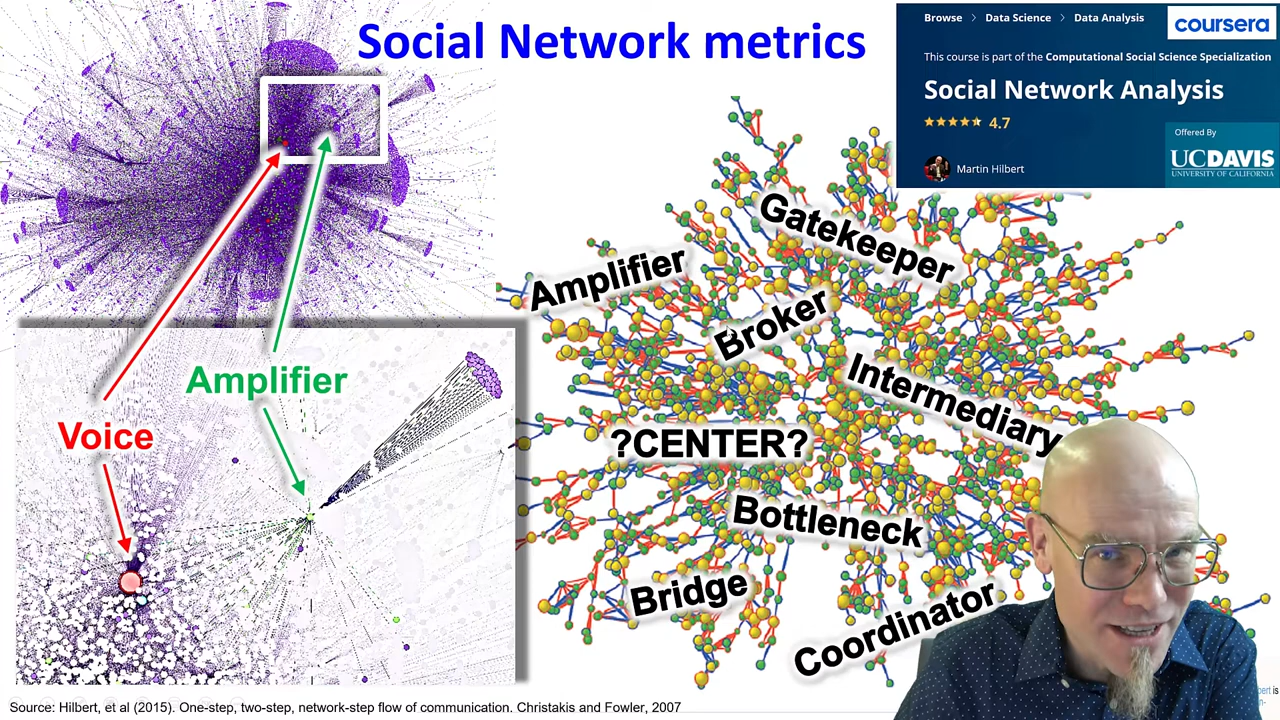 Social Network metrics
Browse > Data Science > Data Analysis
coursera
This course is part of the Computational Social Science Specialization
Social Network Analysis
4.7
Offered By
UCDAVIS
UNIVERSITY OF CALIFORNIA
Martin Hilbert
Gatekeeper
Amplifier
Broker
Intermediary
Amplifier
Voice
?CENTER?
Bottleneck
Bridge
Coordinator
Source: Hilbert, et al (2015). One-step, two-step, network-step flow of communication. Christakis and Fowler, 2007